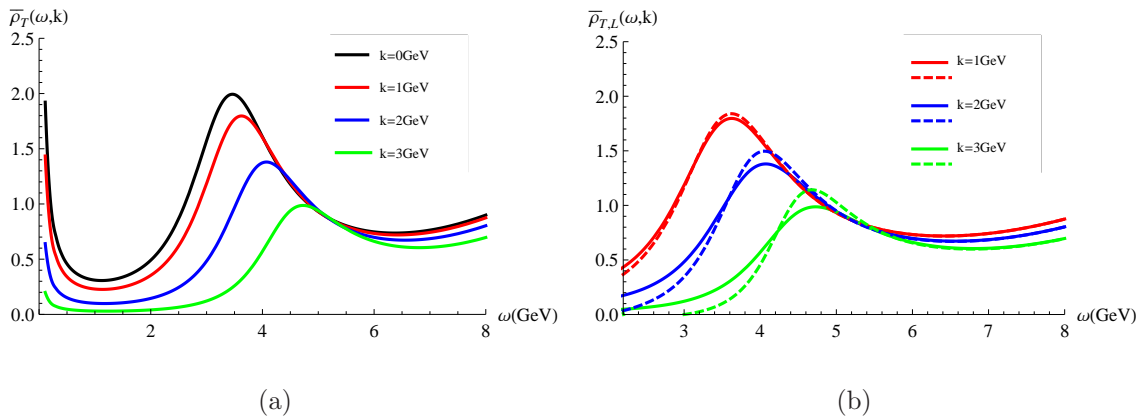 ρ̅_T(ω,k)
2.5
2.0
1.5
1.0
0.5
0.0
2
4
6
8
ω(GeV)
k=0GeV
k=1GeV
k=2GeV
k=3GeV
(a)
ρ̅_{T,L}(ω,k)
2.5
2.0
1.5
1.0
0.5
0.0
3
4
5
6
7
8
ω(GeV)
k=1GeV
k=2GeV
k=3GeV
(b)